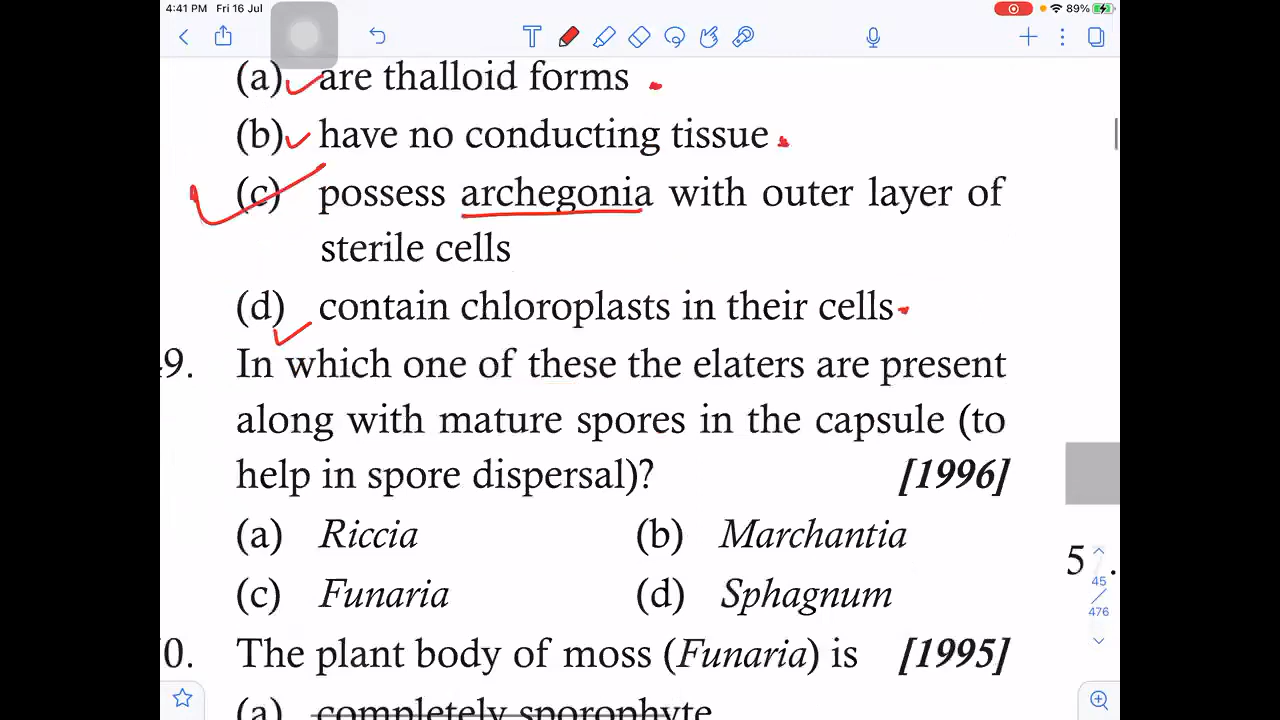 4:41 PM Fri 16 Jul
89%
T
(a) are thalloid forms
(b) have no conducting tissue
(c) possess archegonia with outer layer of
sterile cells
(d) contain chloroplasts in their cells
9. In which one of these the elaters are present
along with mature spores in the capsule (to
help in spore dispersal)? [1996]
(a) Riccia (b) Marchantia
(c) Funaria (d) Sphagnum
5 .
45
476
0. The plant body of moss (Funaria) is [1995]
(a) completely sporophyte